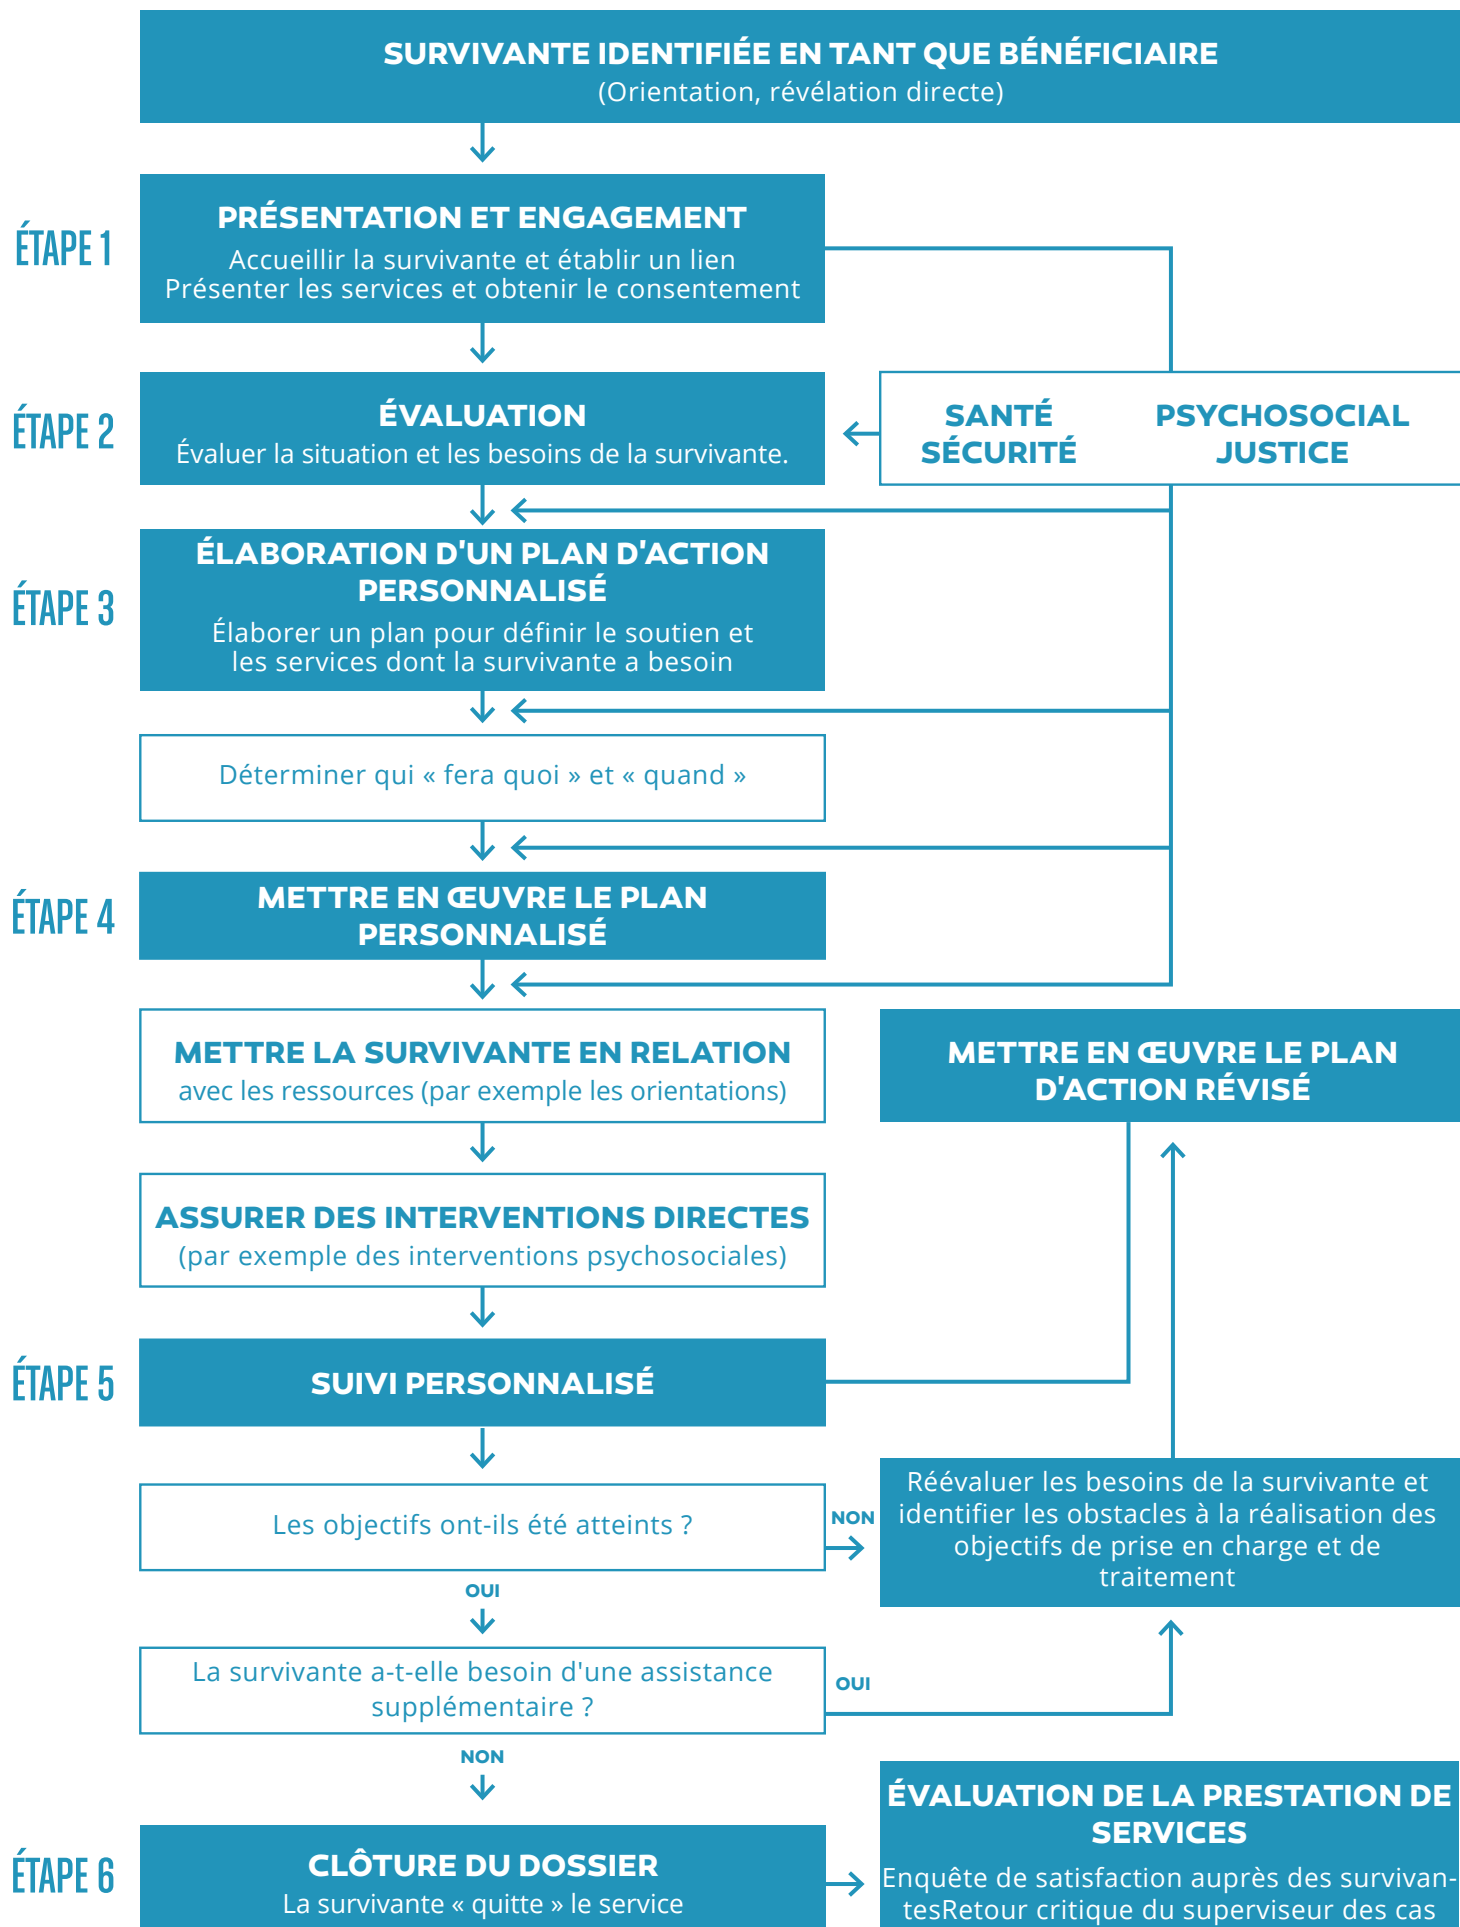 SURVIVANTE IDENTIFIÉE EN TANT QUE BÉNÉFICIAIRE
(Orientation, révélation directe)
ÉTAPE 1
PRÉSENTATION ET ENGAGEMENT
Accueillir la survivante et établir un lien
Présenter les services et obtenir le consentement
ÉTAPE 2
ÉVALUATION
Évaluer la situation et les besoins de la survivante.
SANTÉ
SÉCURITÉ
PSYCHOSOCIAL
JUSTICE
ÉTAPE 3
ÉLABORATION D'UN PLAN D'ACTION
PERSONNALISÉ
Élaborer un plan pour définir le soutien et
les services dont la survivante a besoin
Déterminer qui « fera quoi » et « quand »
ÉTAPE 4
METTRE EN ŒUVRE LE PLAN
PERSONNALISÉ
METTRE LA SURVIVANTE EN RELATION
avec les ressources (par exemple les orientations)
METTRE EN ŒUVRE LE PLAN
D'ACTION RÉVISÉ
ASSURER DES INTERVENTIONS DIRECTES
(par exemple des interventions psychosociales)
ÉTAPE 5
SUIVI PERSONNALISÉ
Les objectifs ont-ils été atteints ?
NON
Réévaluer les besoins de la survivante et
identifier les obstacles à la réalisation des
objectifs de prise en charge et de
traitement
OUI
La survivante a-t-elle besoin d'une assistance
supplémentaire ?
OUI
NON
ÉTAPE 6
CLÔTURE DU DOSSIER
La survivante « quitte » le service
ÉVALUATION DE LA PRESTATION DE
SERVICES
Enquête de satisfaction auprès des survivan-
tesRetour critique du superviseur des cas